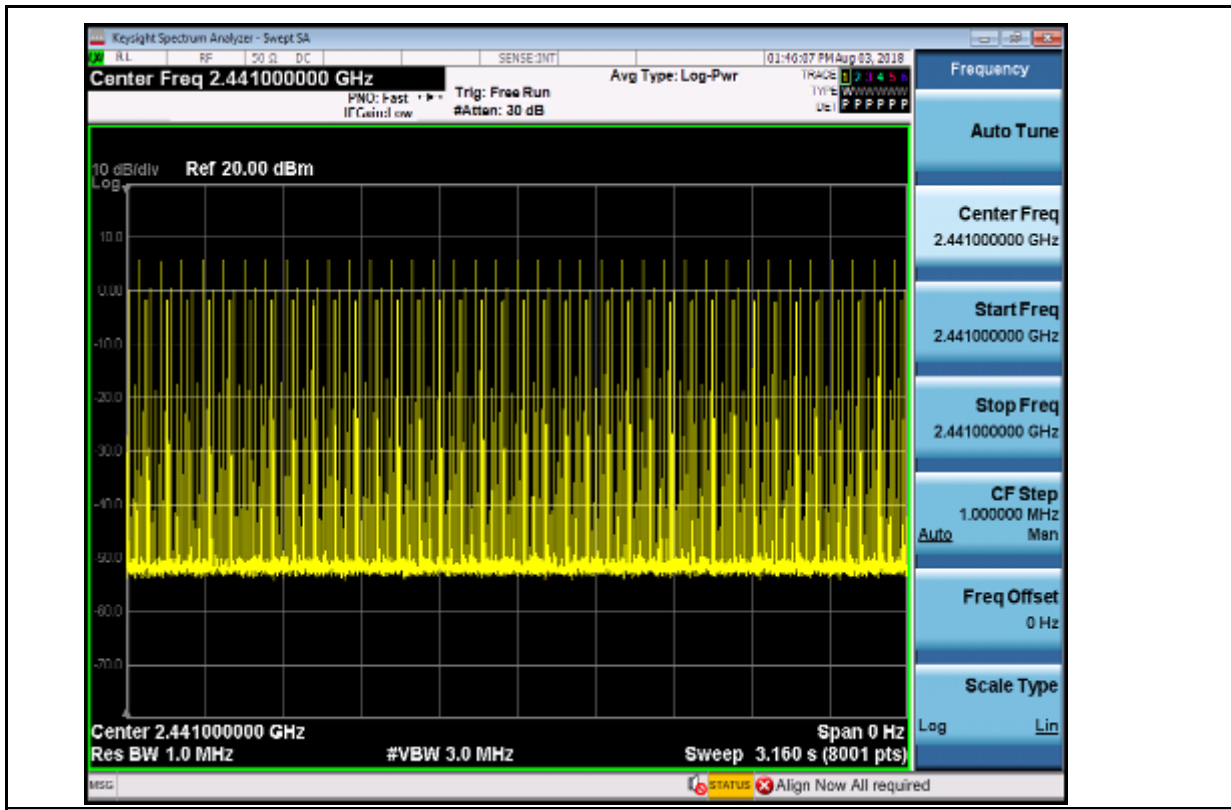 Keysight Spectrum Analyzer - Swept SA
RL RF 50 Ω DC SENSE:INT 01:46:07 PM Aug 03, 2018
Center Freq 2.441000000 GHz
Avg Type: Log-Pwr
TRACE 1 2 3 4 5 6
PNO: Fast
Trig: Free Run
TYPE WWWWWW
IFGain:Low
#Atten: 30 dB
DET P P P P P P
10 dB/div Ref 20.00 dBm
Log
10.0
0.00
-10.0
-20.0
-30.0
-40.0
-50.0
-60.0
-70.0
Center 2.441000000 GHz Span 0 Hz
Res BW 1.0 MHz #VBW 3.0 MHz Sweep 3.160 s (8001 pts)
MSG STATUS Align Now All required
Frequency
Auto Tune
Center Freq
2.441000000 GHz
Start Freq
2.441000000 GHz
Stop Freq
2.441000000 GHz
CF Step
1.000000 MHz
Auto Man
Freq Offset
0 Hz
Scale Type
Log Lin